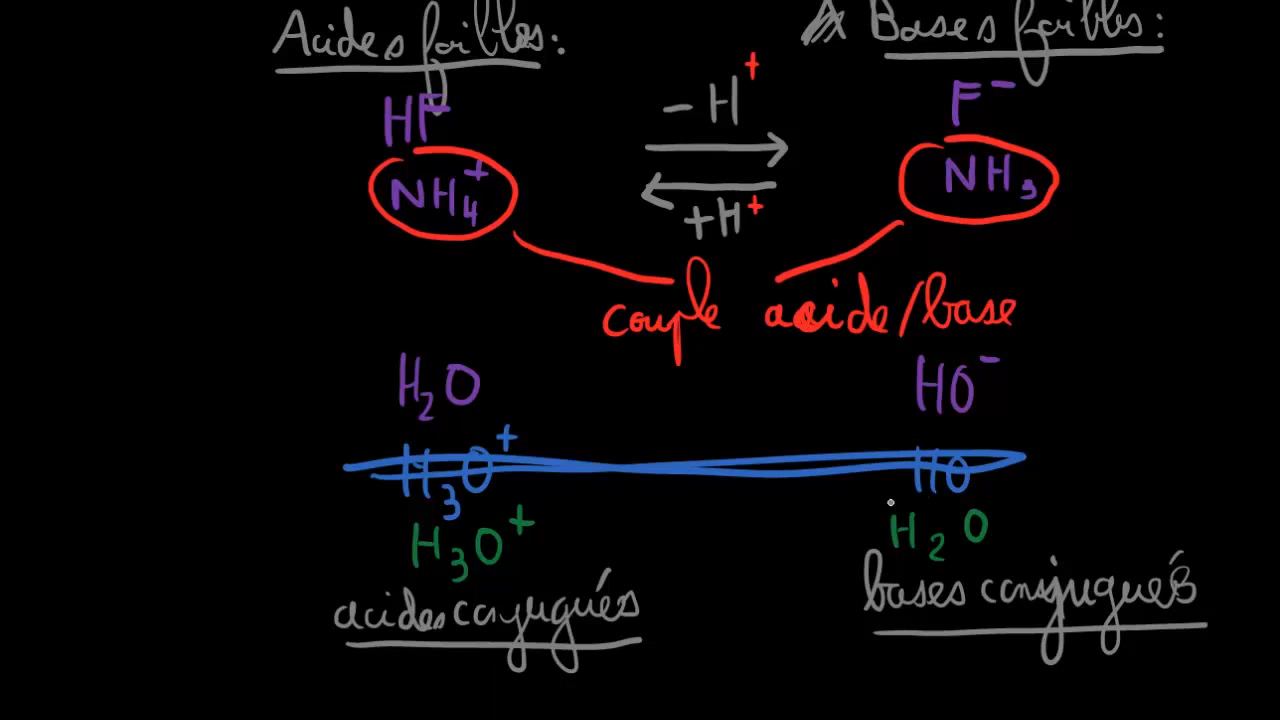 Acides faibles: Bases faibles:
- H+
HF F-
NH4+ NH3
+H+
couple acide/base
H2O HO-
H3O+ HO
H3O+ H2O
acides conjugués bases conjugués